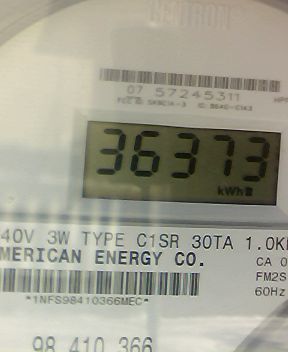 07 57245311
36373
kWh
40V 3W TYPE C1SR 30TA 1.0K
MERICAN ENERGY CO.
CA 0
FM2S
*1NFS98410366MEC*
60Hz
98 410 366